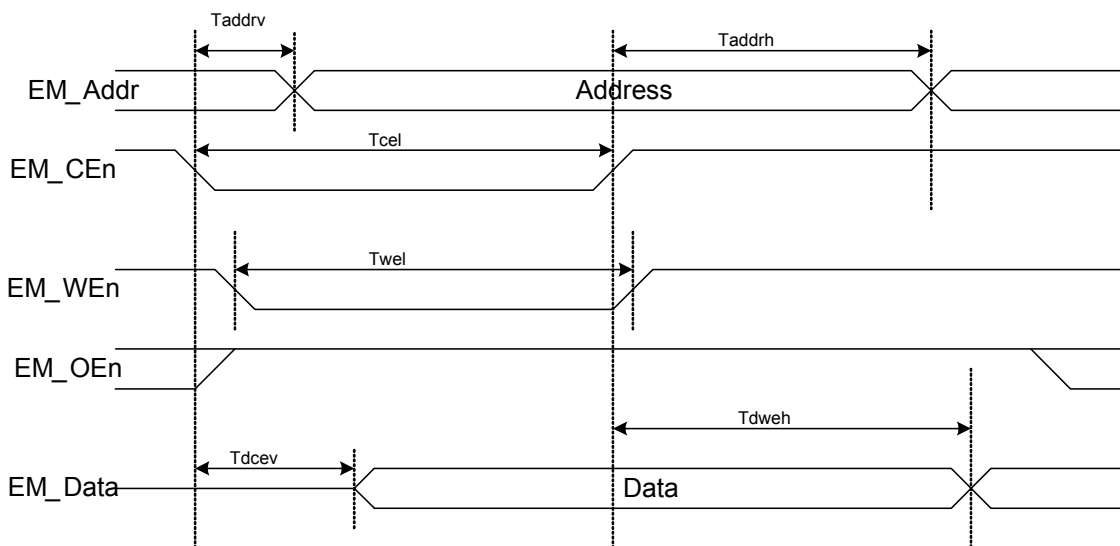 Taddrv
Taddrh
EM_Addr
Address
Tcel
EM_CEn
Twel
EM_WEn
EM_OEn
Tdweh
Tdcev
EM_Data
Data